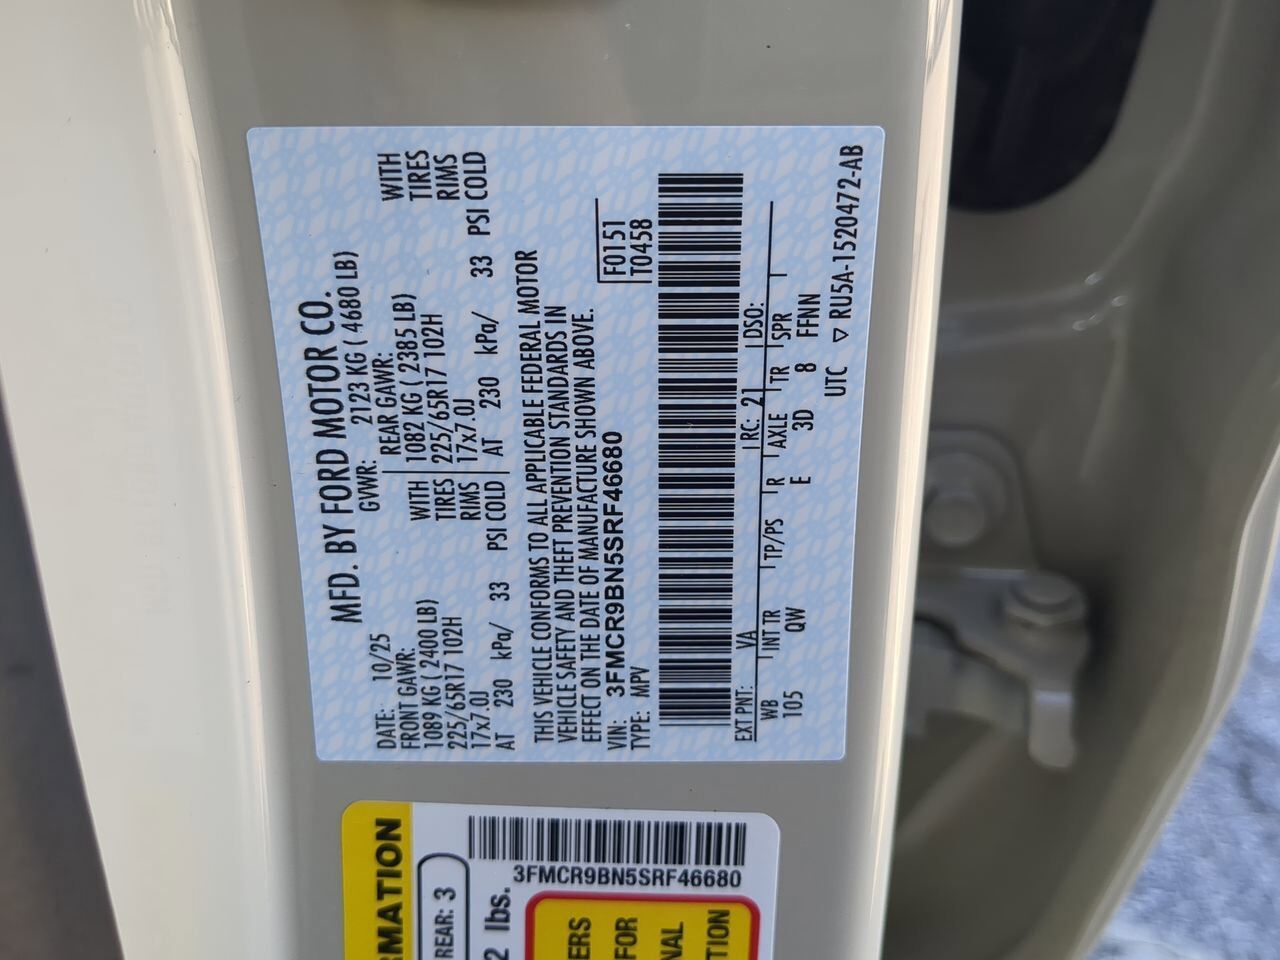 MFD. BY FORD MOTOR CO.
DATE: 10/25 GVWR: 2123 KG ( 4680 LB)
FRONT GAWR: REAR GAWR:
1089 KG ( 2400 LB) WITH 1082 KG ( 2385 LB) WITH
225/65R17 102H TIRES 225/65R17 102H TIRES
17x7.0J RIMS 17x7.0J RIMS
AT 230 kPa/ 33 PSI COLD AT 230 kPa/ 33 PSI COLD
THIS VEHICLE CONFORMS TO ALL APPLICABLE FEDERAL MOTOR
VEHICLE SAFETY AND THEFT PREVENTION STANDARDS IN
EFFECT ON THE DATE OF MANUFACTURE SHOWN ABOVE.
VIN: 3FMCR9BN5SRF46680 F0151
TYPE: MPV T0458
EXT PNT: VA RC: 21 DSO:
WB INT TR TP/PS R AXLE TR SPR
105 QW E 3D 8 FFNN
UTC ▽ RU5A-1520472-AB
3FMCR9BN5SRF46680
RMATION
REAR: 3
2 lbs.
ERS
FOR
NAL
TION